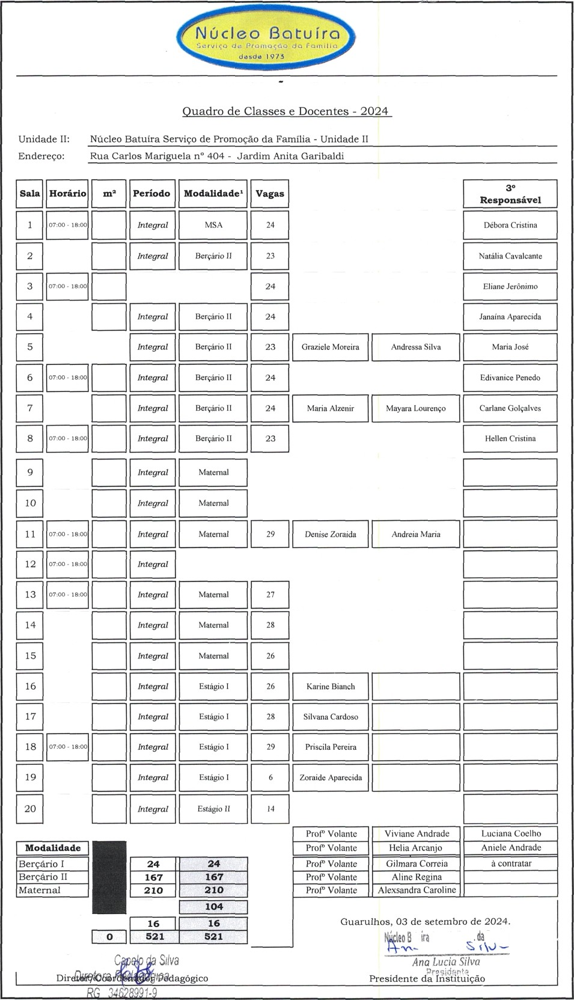 Núcleo Batuíra
Serviço de Promoção da Família
desde 1973
Quadro de Classes e Docentes - 2024
Unidade II: Núcleo Batuíra Serviço de Promoção da Família - Unidade II
Endereço: Rua Carlos Mariguela nº 404 - Jardim Anita Garibaldi
Sala Horário m² Período Modalidade¹ Vagas 3º Responsável
1 07:00 - 18:00 Integral MSA 24 Débora Cristina
2 Integral Berçário II 23 Natália Cavalcante
3 07:00 - 18:00 24 Eliane Jerônimo
4 Integral Berçário II 24 Janaína Aparecida
5 Integral Berçário II 23 Graziele Moreira Andressa Silva Maria José
6 07:00 - 18:00 Integral Berçário II 24 Edivanice Penedo
7 Integral Berçário II 24 Maria Alzenir Mayara Lourenço Carlane Golçalves
8 07:00 - 18:00 Integral Berçário II 23 Hellen Cristina
9 Integral Maternal
10 Integral Maternal
11 07:00 - 18:00 Integral Maternal 29 Denise Zoraida Andreia Maria
12 07:00 - 18:00 Integral
13 07:00 - 18:00 Integral Maternal 27
14 Integral Maternal 28
15 Integral Maternal 26
16 Integral Estágio I 26 Karine Bianch
17 Integral Estágio I 28 Silvana Cardoso
18 07:00 - 18:00 Integral Estágio I 29 Priscila Pereira
19 Integral Estágio I 6 Zoraide Aparecida
20 Integral Estágio II 14
Profº Volante Viviane Andrade Luciana Coelho
Modalidade Profº Volante Helia Arcanjo Aniele Andrade
Berçário I 24 24 Profº Volante Gilmara Correia à contratar
Berçário II 167 167 Profº Volante Aline Regina
Maternal 210 210 Profº Volante Alexsandra Caroline
104
16 16 Guarulhos, 03 de setembro de 2024.
0 521 521
Núcleo B ira da
Silva
Capelo da Silva
Ana Lucia Silva
Presidente
Diretora Pedagógica
Diretor/Coordenador Pedagógico Presidente da Instituição
RG 34628991-9